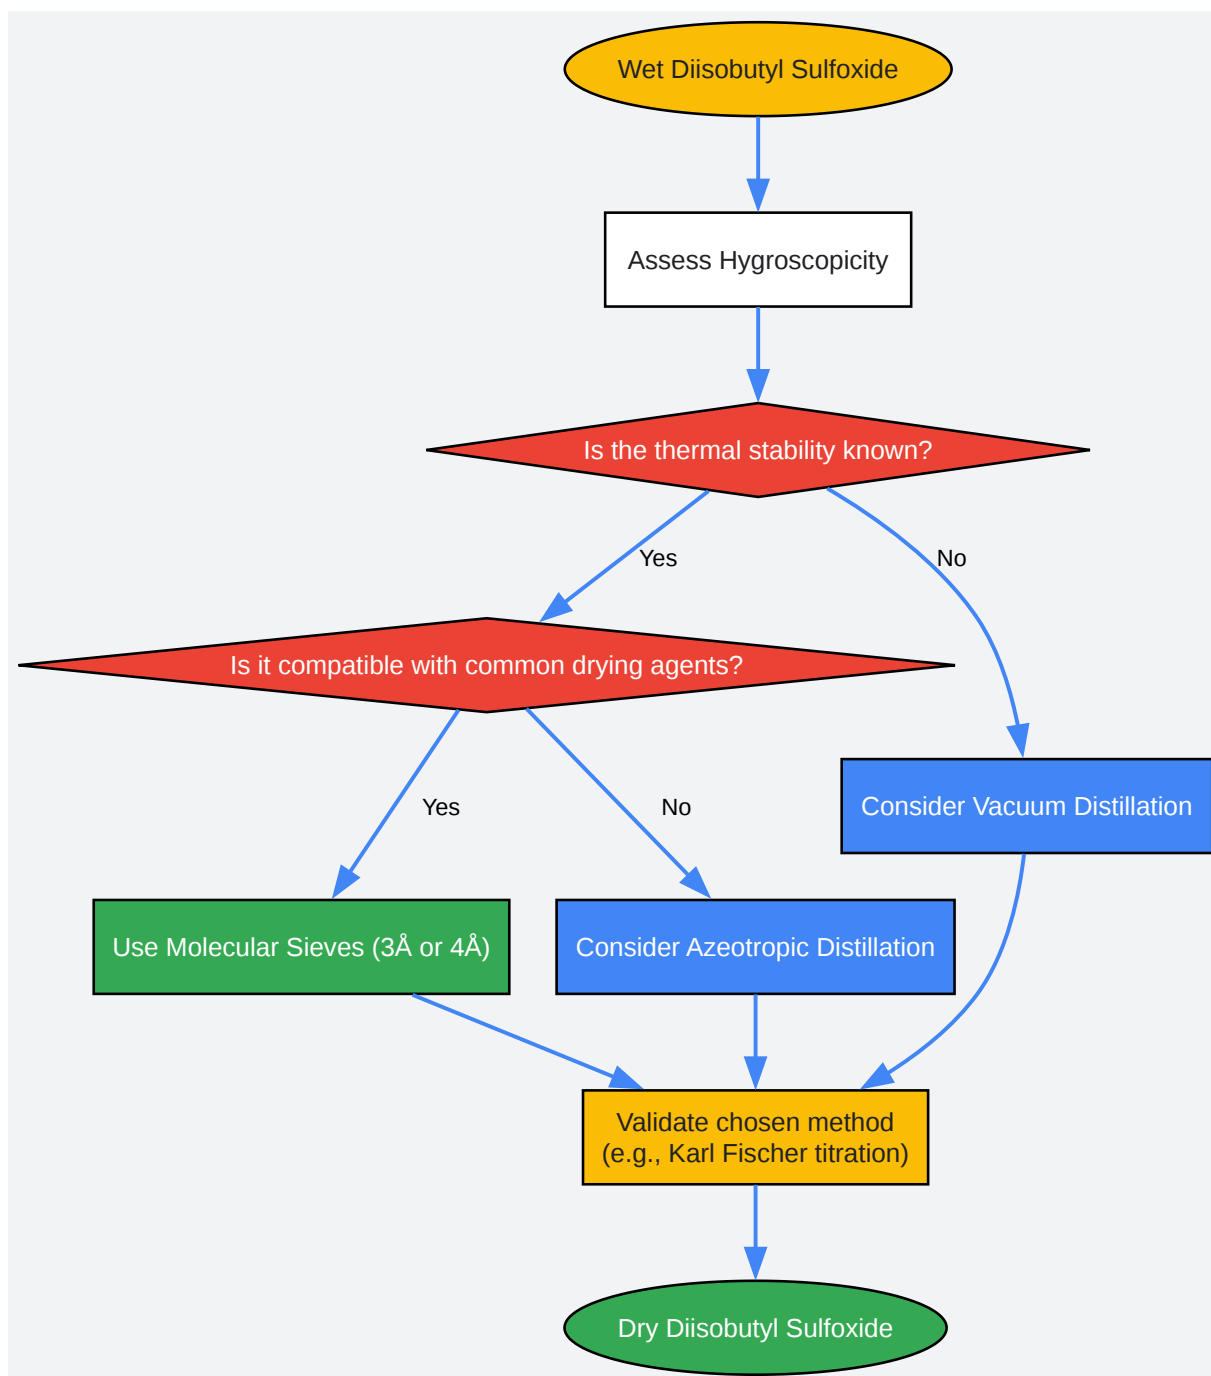 Wet Diisobutyl Sulfoxide
Assess Hygroscopicity
Is the thermal stability known?
Yes
No
Is it compatible with common drying agents?
Yes
No
Consider Vacuum Distillation
Use Molecular Sieves (3Å or 4Å)
Consider Azeotropic Distillation
Validate chosen method
(e.g., Karl Fischer titration)
Dry Diisobutyl Sulfoxide